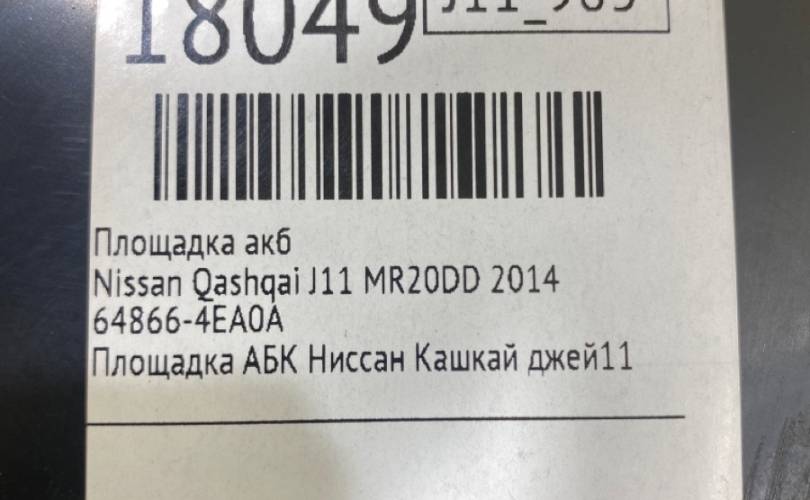 18049
Площадка акб
Nissan Qashqai J11 MR20DD 2014
64866-4EA0A
Площадка АБК Ниссан Кашкай джей11